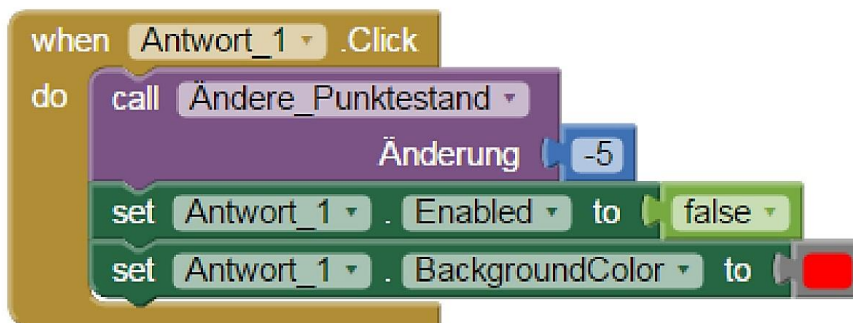 when Antwort_1 .Click
do call Ändere_Punktestand
Änderung -5
set Antwort_1 . Enabled to false
set Antwort_1 . BackgroundColor to